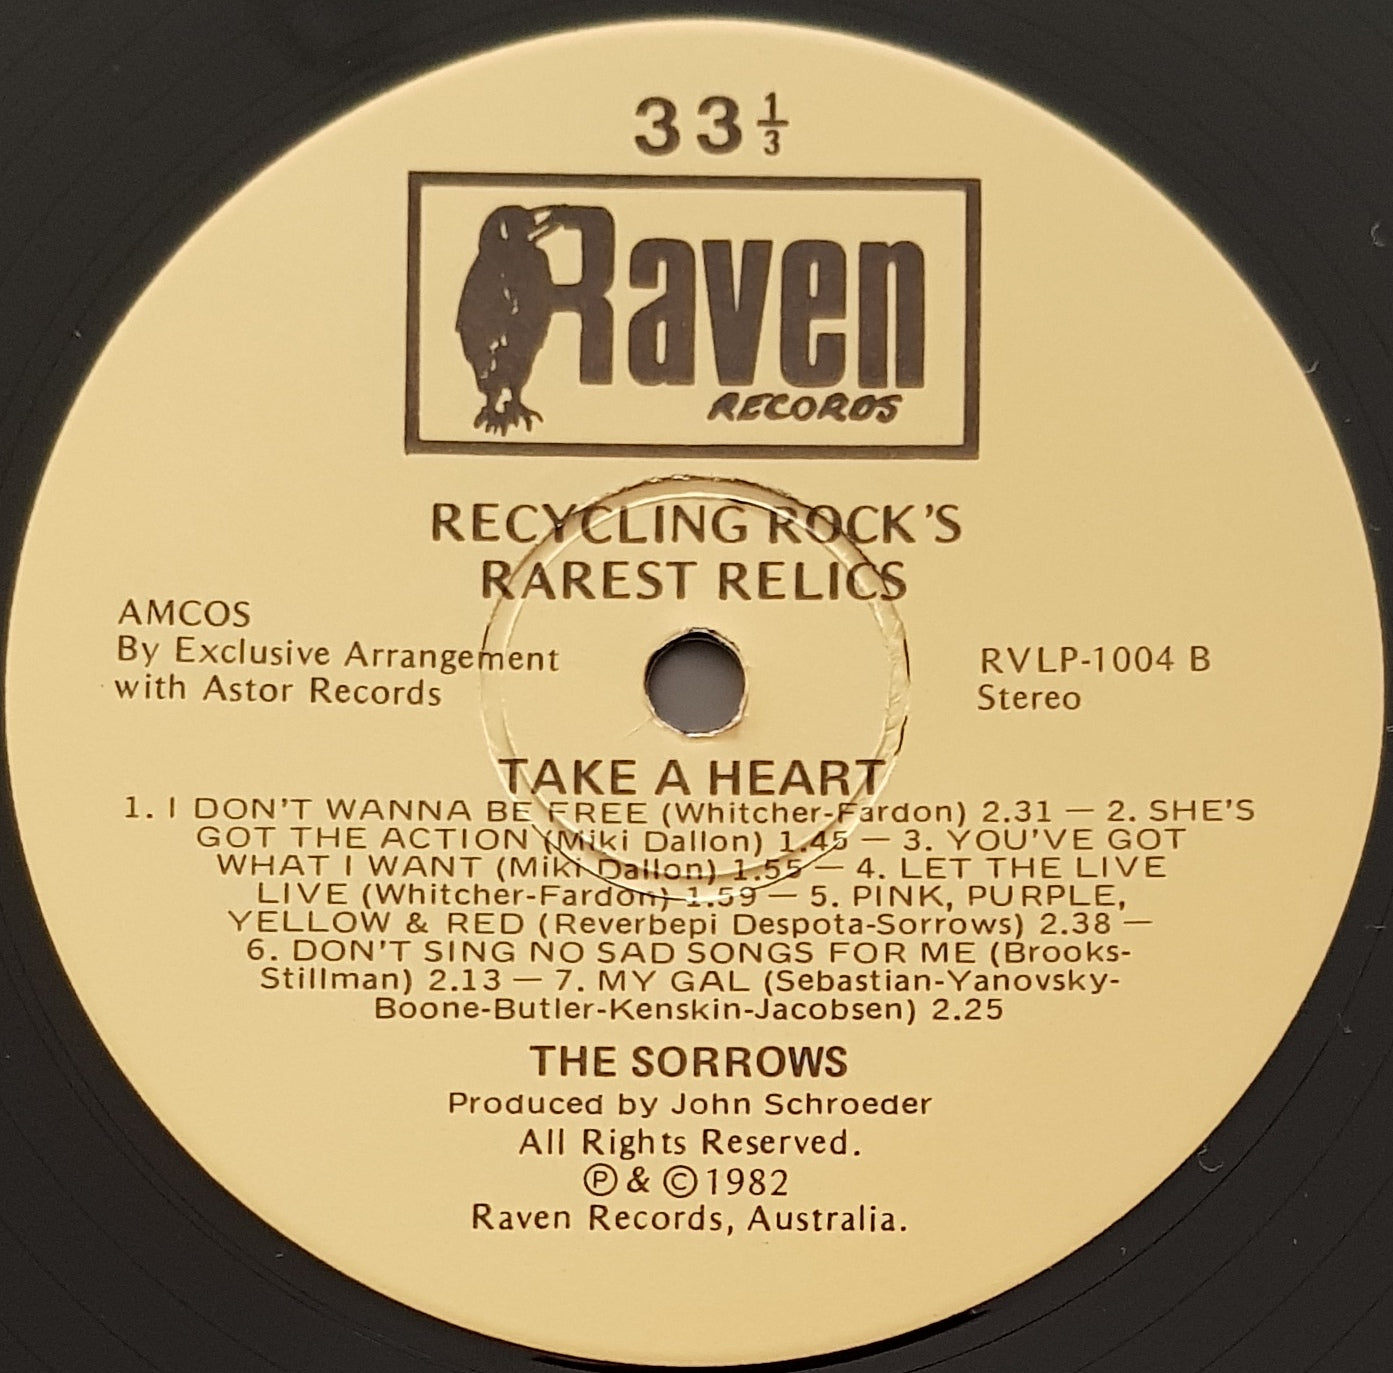 33 1/3
Raven
RECORDS
RECYCLING ROCK'S
RAREST RELICS
AMCOS
By Exclusive Arrangement
with Astor Records
RVLP-1004 B
Stereo
TAKE A HEART
1. I DON'T WANNA BE FREE (Whitcher-Fardon) 2.31 — 2. SHE'S
GOT THE ACTION (Miki Dallon) 1.45 — 3. YOU'VE GOT
WHAT I WANT (Miki Dallon) 1.55 — 4. LET THE LIVE
LIVE (Whitcher-Fardon) 1.59 — 5. PINK, PURPLE,
YELLOW & RED (Reverbepi Despota-Sorrows) 2.38 —
6. DON'T SING NO SAD SONGS FOR ME (Brooks-
Stillman) 2.13 — 7. MY GAL (Sebastian-Yanovsky-
Boone-Butler-Kenskin-Jacobsen) 2.25
THE SORROWS
Produced by John Schroeder
All Rights Reserved.
Ⓟ & © 1982
Raven Records, Australia.